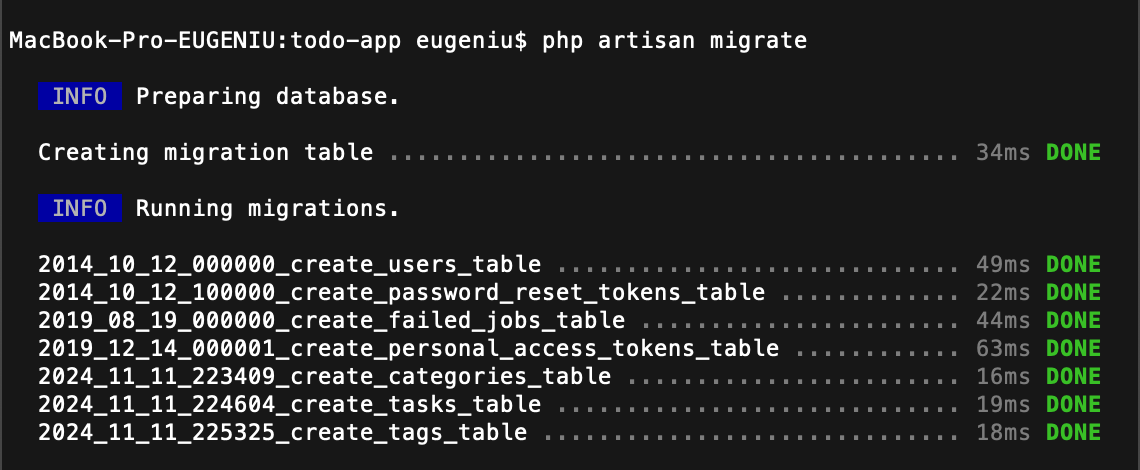 MacBook-Pro-EUGENIU:todo-app eugeniu$ php artisan migrate
INFO Preparing database.
Creating migration table ......................................... 34ms DONE
INFO Running migrations.
2014_10_12_000000_create_users_table ............................. 49ms DONE
2014_10_12_100000_create_password_reset_tokens_table ............. 22ms DONE
2019_08_19_000000_create_failed_jobs_table ....................... 44ms DONE
2019_12_14_000001_create_personal_access_tokens_table ............ 63ms DONE
2024_11_11_223409_create_categories_table ........................ 16ms DONE
2024_11_11_224604_create_tasks_table ............................. 19ms DONE
2024_11_11_225325_create_tags_table .............................. 18ms DONE